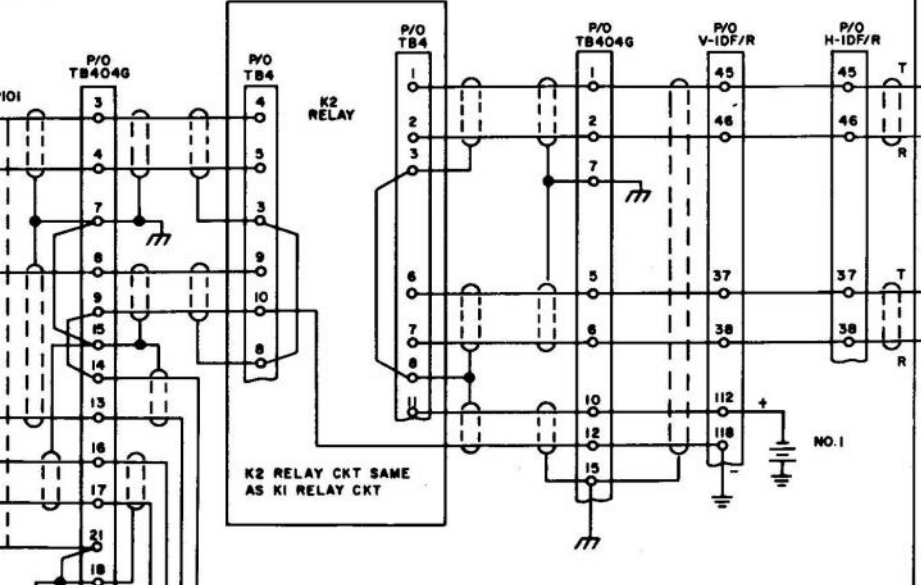 P/O
TB404G
P101
3
4
7
8
9
15
14
13
16
17
21
18
P/O
TB4
4
5
3
9
10
8
K2
RELAY
K2 RELAY CKT SAME
AS K1 RELAY CKT
P/O
TB4
1
2
3
6
7
8
11
P/O
TB404G
1
2
7
5
6
10
12
15
P/O
V-IDF/R
45
46
37
38
112
118
+
-
NO.1
P/O
H-IDF/R
45
46
37
38
T
R
T
R